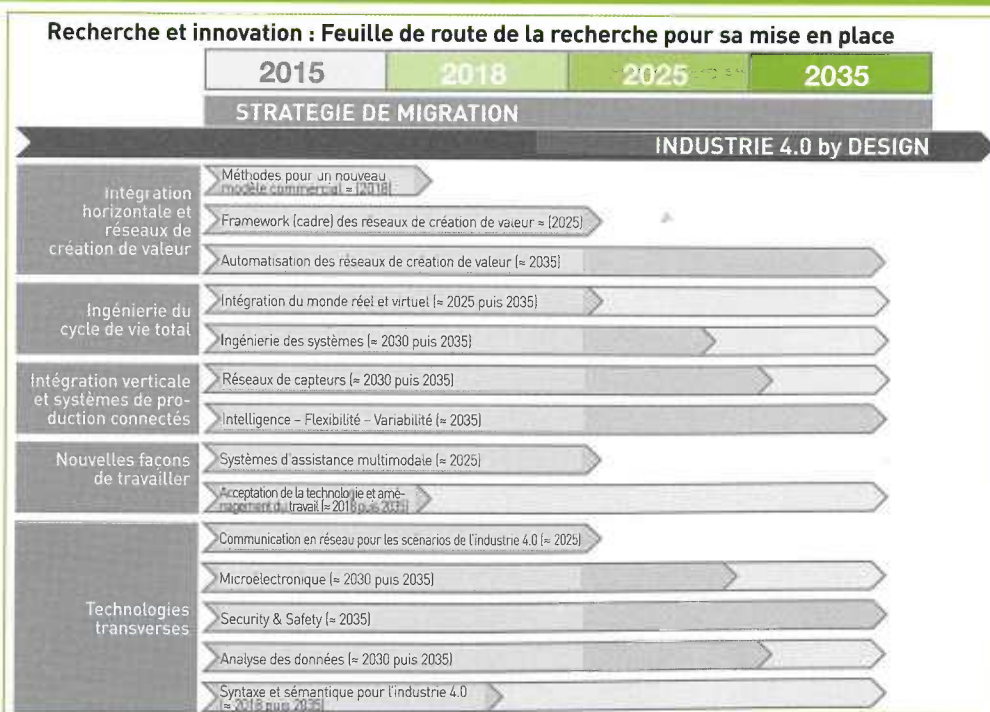 Recherche et innovation : Feuille de route de la recherche pour sa mise en place
2015 2018 2025 2035
STRATEGIE DE MIGRATION
INDUSTRIE 4.0 by DESIGN
Intégration
horizontale et
réseaux de
création de valeur
Méthodes pour un nouveau
modèle commercial ≈ (2018)
Framework (cadre) des réseaux de création de valeur ≈ (2025)
Automatisation des réseaux de création de valeur (≈ 2035)
Ingénierie du
cycle de vie total
Intégration du monde réel et virtuel (≈ 2025 puis 2035)
Ingénierie des systèmes (≈ 2030 puis 2035)
Intégration verticale
et systèmes de pro-
duction connectés
Réseaux de capteurs (≈ 2030 puis 2035)
Intelligence – Flexibilité – Variabilité (≈ 2035)
Nouvelles façons
de travailler
Systèmes d'assistance multimodale (≈ 2025)
Acceptation de la technologie et amé-
nagement du travail (≈ 2018 puis 2035)
Technologies
transverses
Communication en réseau pour les scénarios de l'industrie 4.0 (≈ 2025)
Microélectronique (≈ 2030 puis 2035)
Security & Safety (≈ 2035)
Analyse des données (≈ 2030 puis 2035)
Syntaxe et sémantique pour l'industrie 4.0
(≈ 2018 puis 2035)